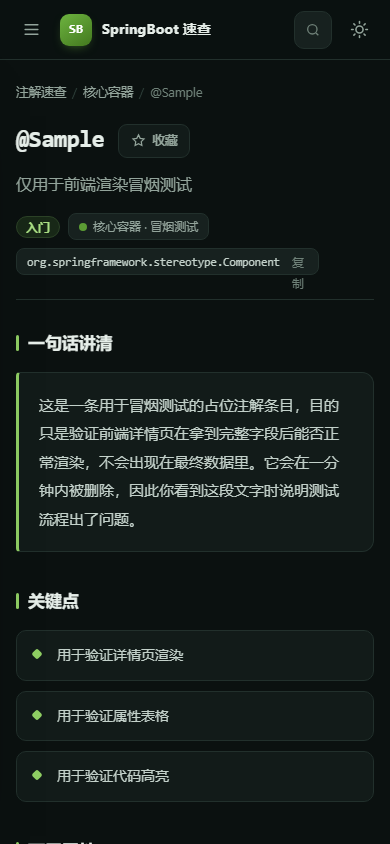 SB SpringBoot 速查
注解速查 / 核心容器 / @Sample
@Sample 收藏
仅用于前端渲染冒烟测试
入门 核心容器 · 冒烟测试
org.springframework.stereotype.Component 复制
一句话讲清
这是一条用于冒烟测试的占位注解条目，目的
只是验证前端详情页在拿到完整字段后能否正
常渲染，不会出现在最终数据里。它会在一分
钟内被删除，因此你看到这段文字时说明测试
流程出了问题。
关键点
用于验证详情页渲染
用于验证属性表格
用于验证代码高亮